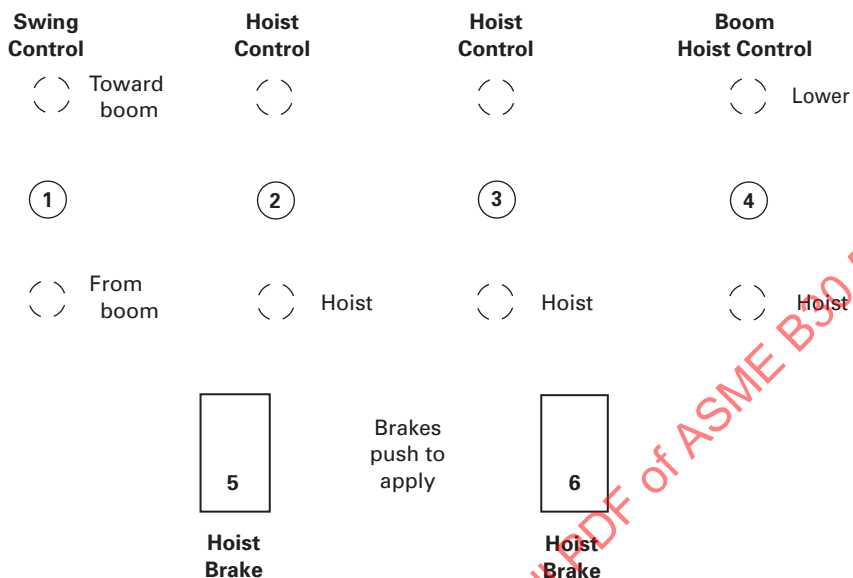 Swing Control
Hoist Control
Hoist Control
Boom Hoist Control
Toward boom
Lower
1
2
3
4
From boom
Hoist
Hoist
Hoist
5
Brakes push to apply
6
Hoist Brake
Hoist Brake
PDF of ASME B30